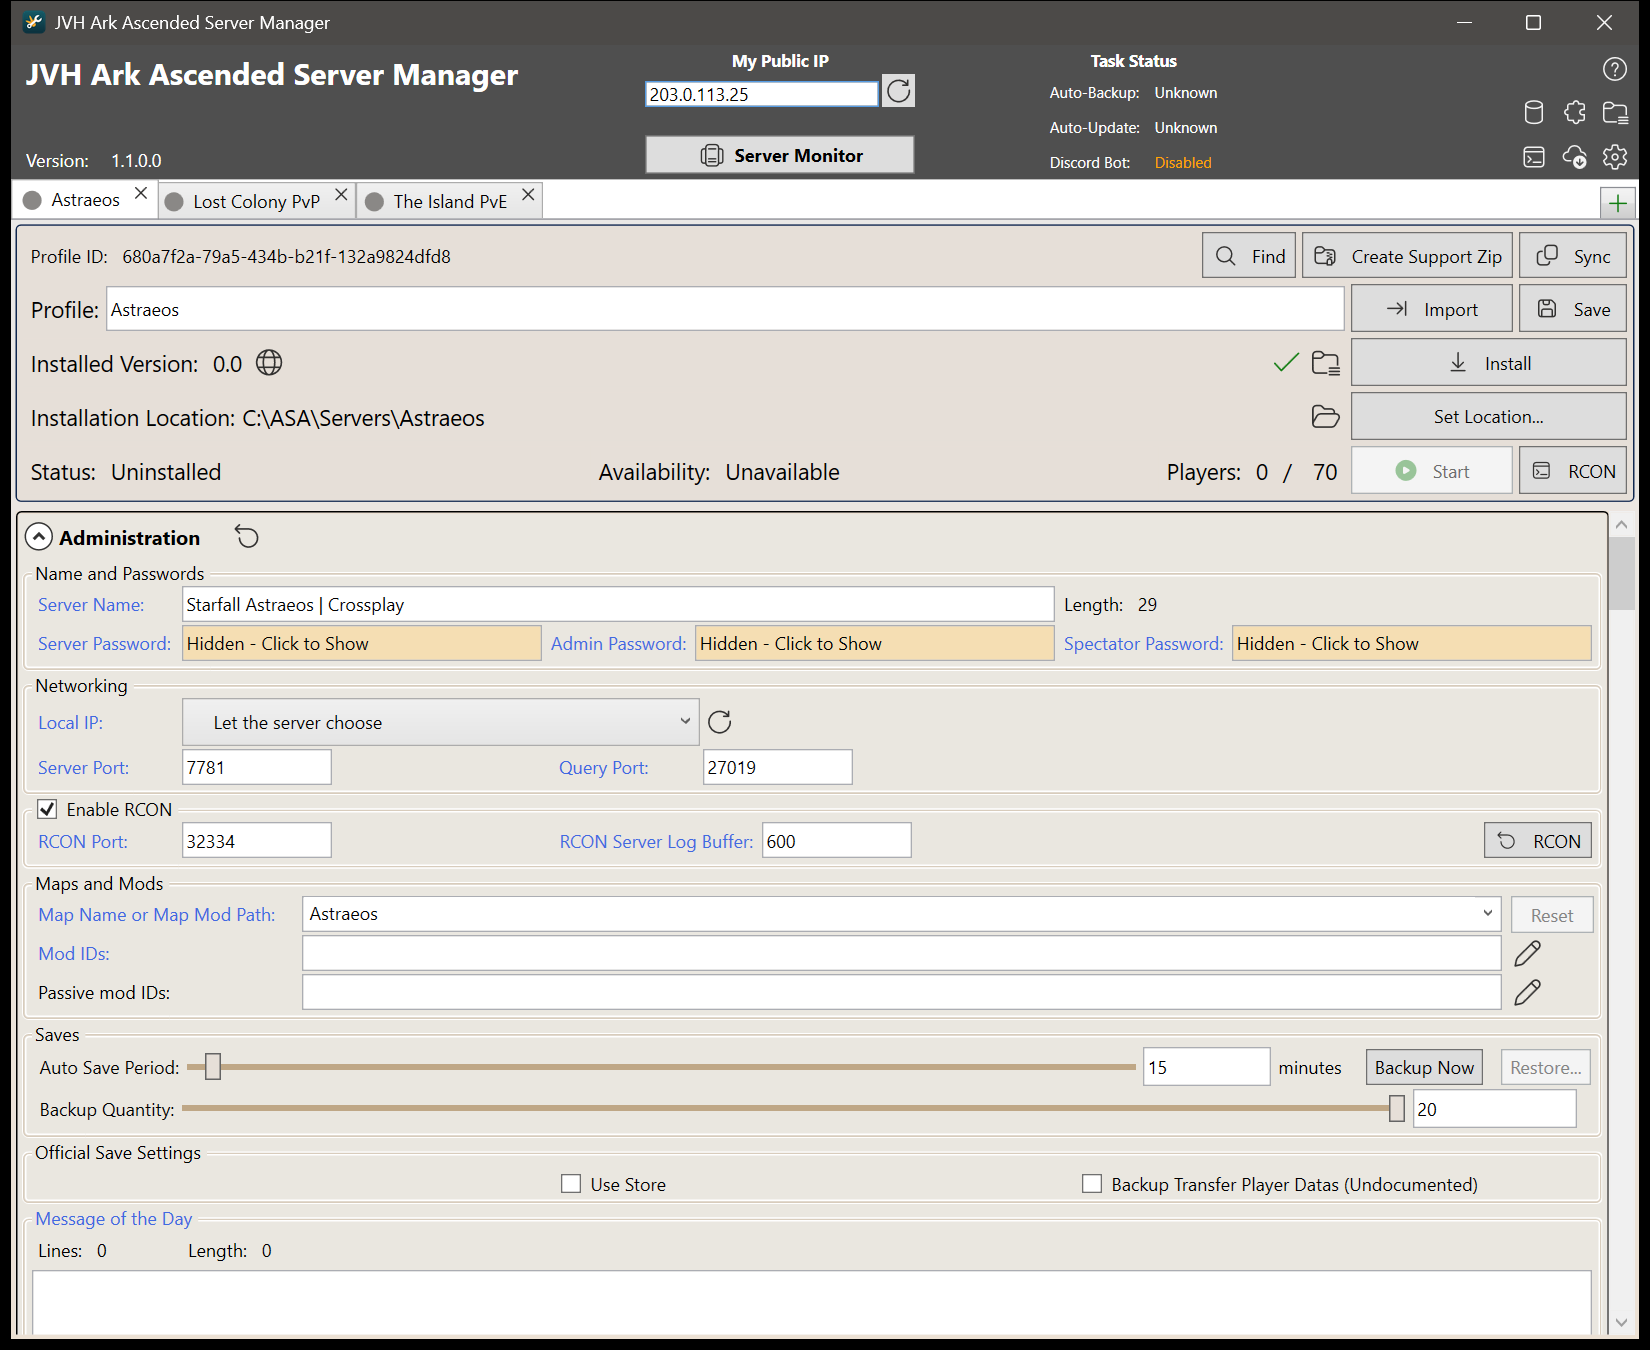 JVH Ark Ascended Server Manager
JVH Ark Ascended Server Manager
My Public IP
203.0.113.25
Server Monitor
Task Status
Auto-Backup: Unknown
Auto-Update: Unknown
Discord Bot: Disabled
Version: 1.1.0.0
Astraeos
Lost Colony PvP
The Island PvE
Profile ID: 680a7f2a-79a5-434b-b21f-132a9824dfd8
Find
Create Support Zip
Sync
Profile: Astraeos
Import
Save
Installed Version: 0.0
Install
Installation Location: C:\ASA\Servers\Astraeos
Set Location...
Status: Uninstalled
Availability: Unavailable
Players: 0 / 70
Start
RCON
Administration
Name and Passwords
Server Name: Starfall Astraeos | Crossplay
Length: 29
Server Password: Hidden - Click to Show
Admin Password: Hidden - Click to Show
Spectator Password: Hidden - Click to Show
Networking
Local IP: Let the server choose
Server Port: 7781
Query Port: 27019
Enable RCON
RCON Port: 32334
RCON Server Log Buffer: 600
RCON
Maps and Mods
Map Name or Map Mod Path: Astraeos
Reset
Mod IDs:
Passive mod IDs:
Saves
Auto Save Period: 15 minutes
Backup Now
Restore...
Backup Quantity: 20
Official Save Settings
Use Store
Backup Transfer Player Datas (Undocumented)
Message of the Day
Lines: 0
Length: 0